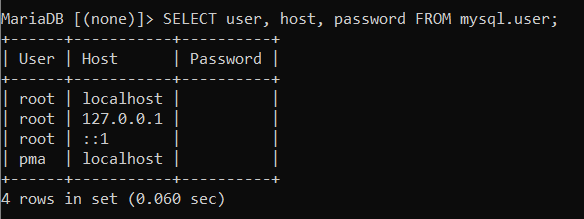 MariaDB [(none)]> SELECT user, host, password FROM mysql.user;
+------+-----------+----------+
| User | Host      | Password |
+------+-----------+----------+
| root | localhost |          |
| root | 127.0.0.1 |          |
| root | ::1       |          |
| pma  | localhost |          |
+------+-----------+----------+
4 rows in set (0.060 sec)